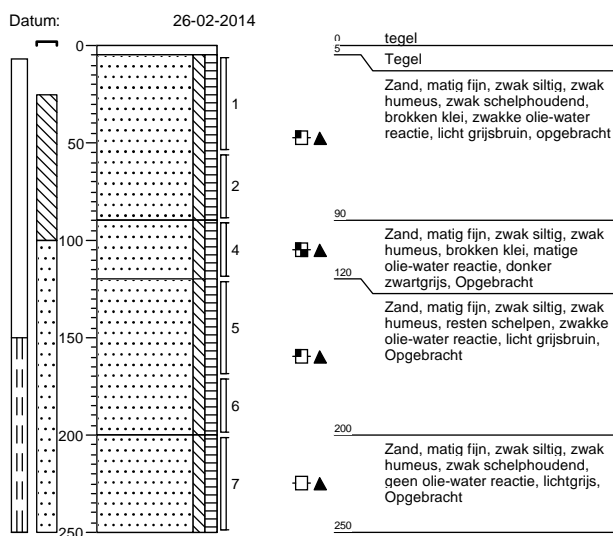 Datum: 26-02-2014
0
50
100
150
200
250
1
2
4
5
6
7
0 tegel
5 Tegel
Zand, matig fijn, zwak siltig, zwak
humeus, zwak schelphoudend,
brokken klei, zwakke olie-water
reactie, licht grijsbruin, opgebracht
90
Zand, matig fijn, zwak siltig, zwak
humeus, brokken klei, matige
olie-water reactie, donker
zwartgrijs, Opgebracht
120
Zand, matig fijn, zwak siltig, zwak
humeus, resten schelpen, zwakke
olie-water reactie, licht grijsbruin,
Opgebracht
200
Zand, matig fijn, zwak siltig, zwak
humeus, zwak schelphoudend,
geen olie-water reactie, lichtgrijs,
Opgebracht
250